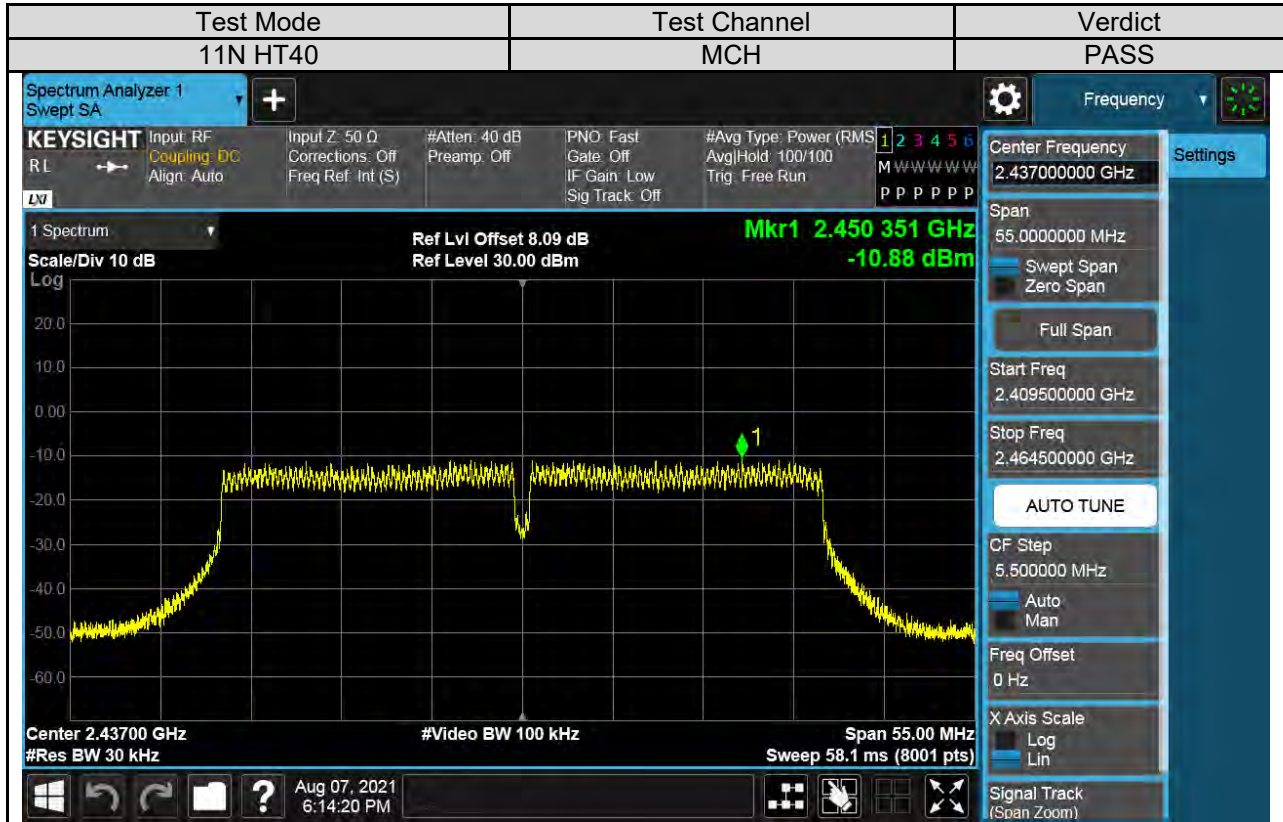 Test Mode Test Channel Verdict
11N HT40 MCH PASS
Spectrum Analyzer 1
Swept SA
Frequency
KEYSIGHT
RL
LXI
Input: RF
Coupling: DC
Align: Auto
Input Z: 50 Ω
Corrections: Off
Freq Ref: Int (S)
#Atten: 40 dB
Preamp: Off
PNO: Fast
Gate: Off
IF Gain: Low
Sig Track: Off
#Avg Type: Power (RMS
Avg|Hold: 100/100
Trig: Free Run
1 2 3 4 5 6
M W W W W W
P P P P P P
Center Frequency
2.437000000 GHz
Settings
Span
55.0000000 MHz
Swept Span
Zero Span
Full Span
Start Freq
2.409500000 GHz
Stop Freq
2.464500000 GHz
AUTO TUNE
CF Step
5.500000 MHz
Auto
Man
Freq Offset
0 Hz
X Axis Scale
Log
Lin
Signal Track
(Span Zoom)
1 Spectrum
Scale/Div 10 dB
Log
Ref Lvl Offset 8.09 dB
Ref Level 30.00 dBm
Mkr1 2.450 351 GHz
-10.88 dBm
20.0
10.0
0.00
-10.0
-20.0
-30.0
-40.0
-50.0
-60.0
1
Center 2.43700 GHz
#Res BW 30 kHz
#Video BW 100 kHz
Span 55.00 MHz
Sweep 58.1 ms (8001 pts)
?
Aug 07, 2021
6:14:20 PM